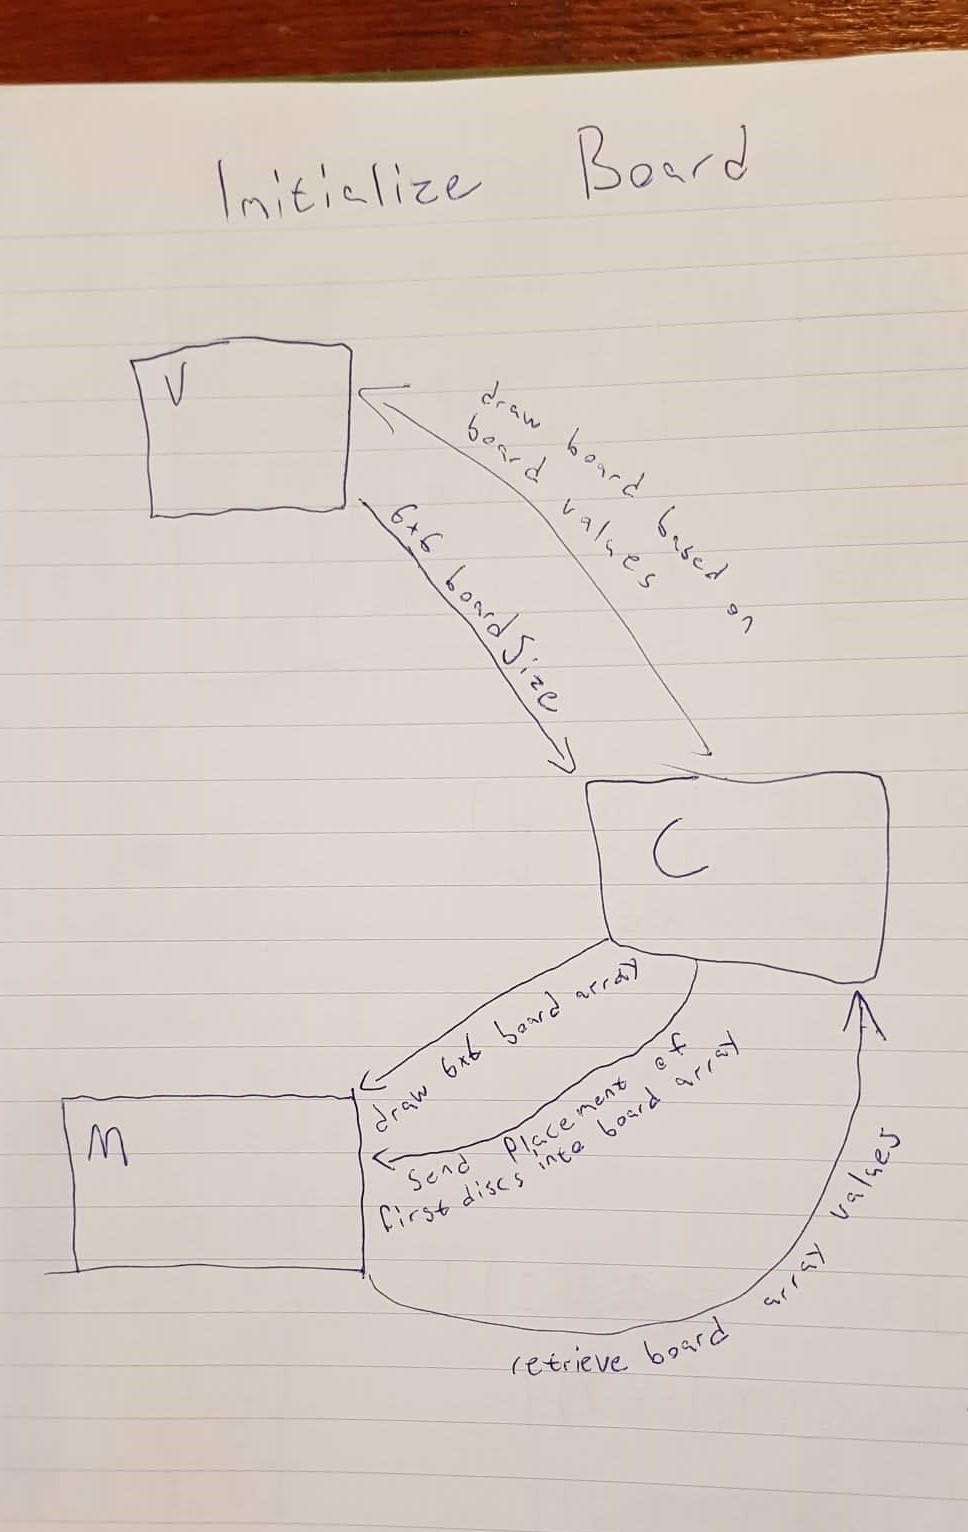 Initialize Board
V
draw board based on
board values
6x6 board Size
C
draw 6x6 board array
Send Placement of
first discs into board array
M
retrieve board array values